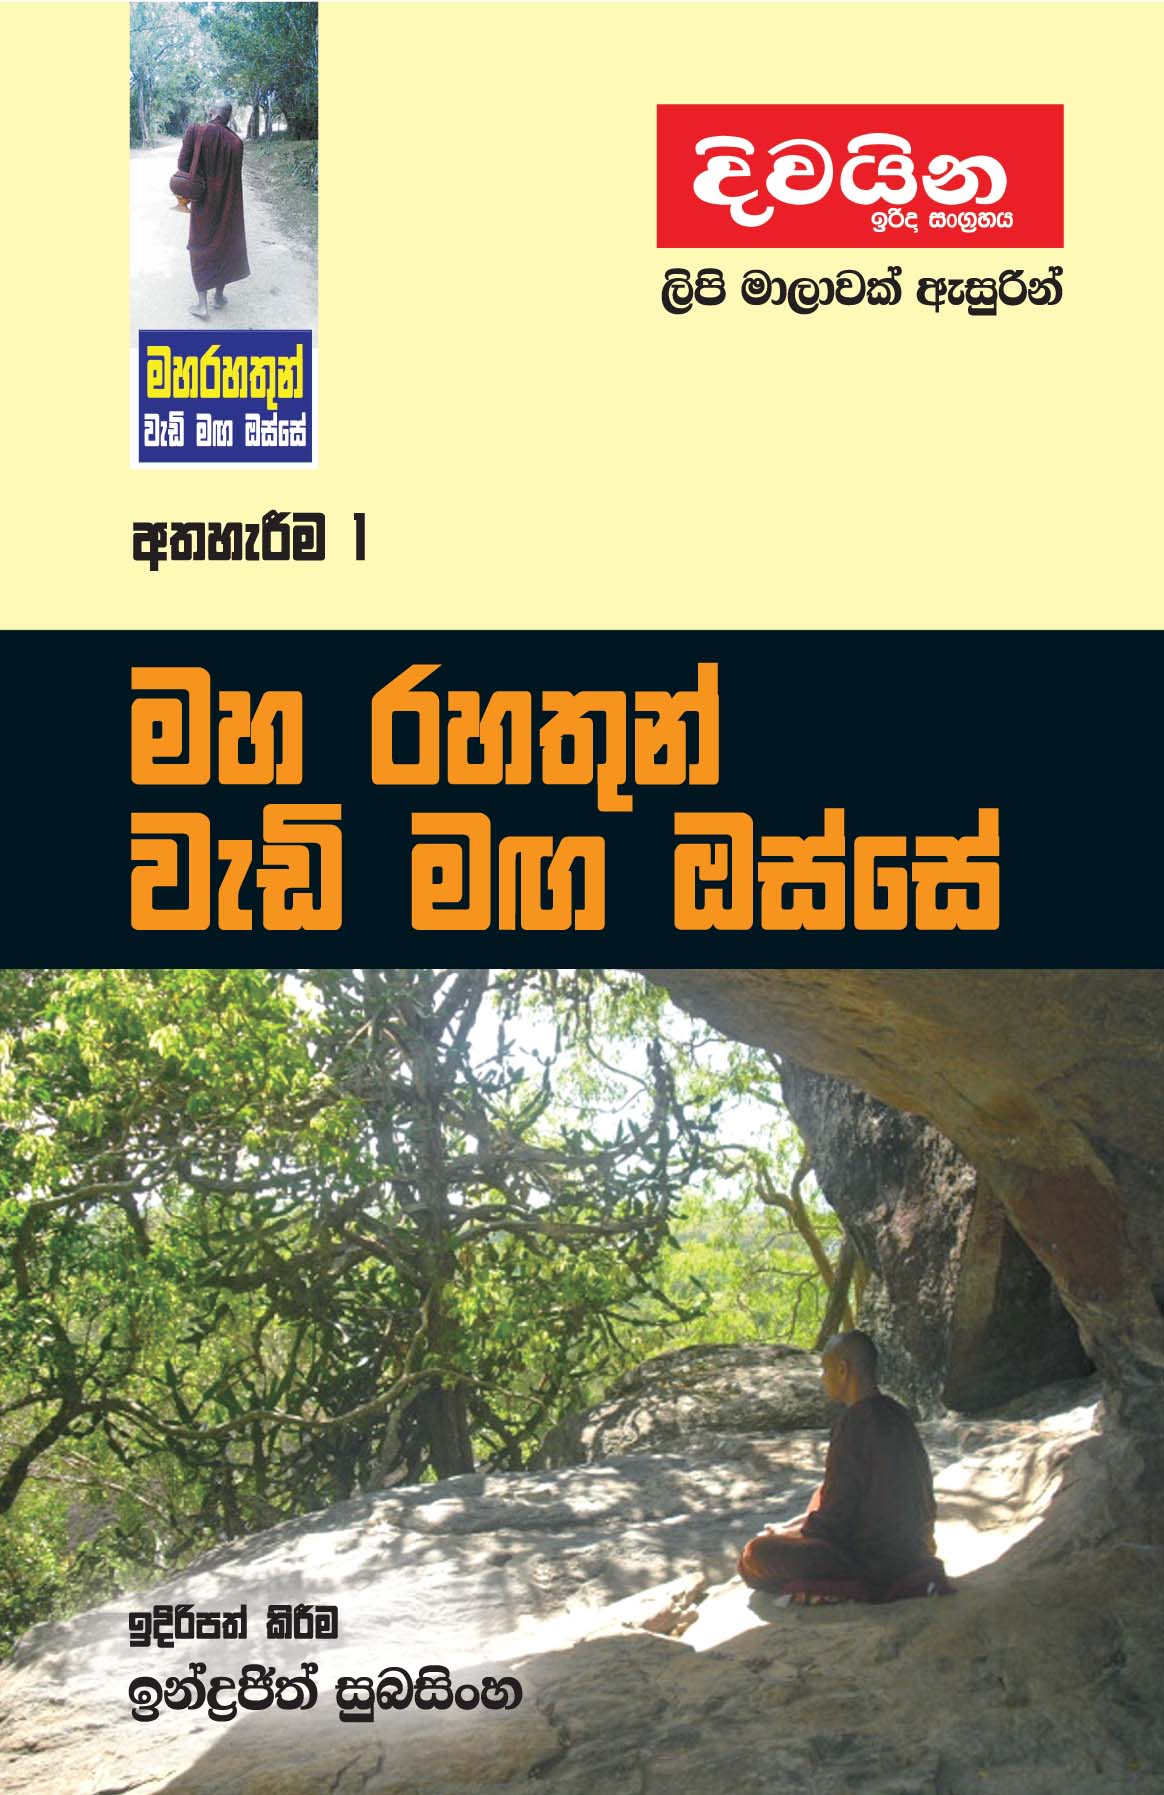 දිවයින
ඉරිදා සංග්‍රහය
ලිපි මාලාවක් ඇසුරින්
මහරහතුන්
වැඩි මඟ ඔස්සේ
අතහැරීම 1
මහ රහතුන්
වැඩි මඟ ඔස්සේ
ඉදිරිපත් කිරීම
ඉන්ද්‍රජිත් සුබසිංහ